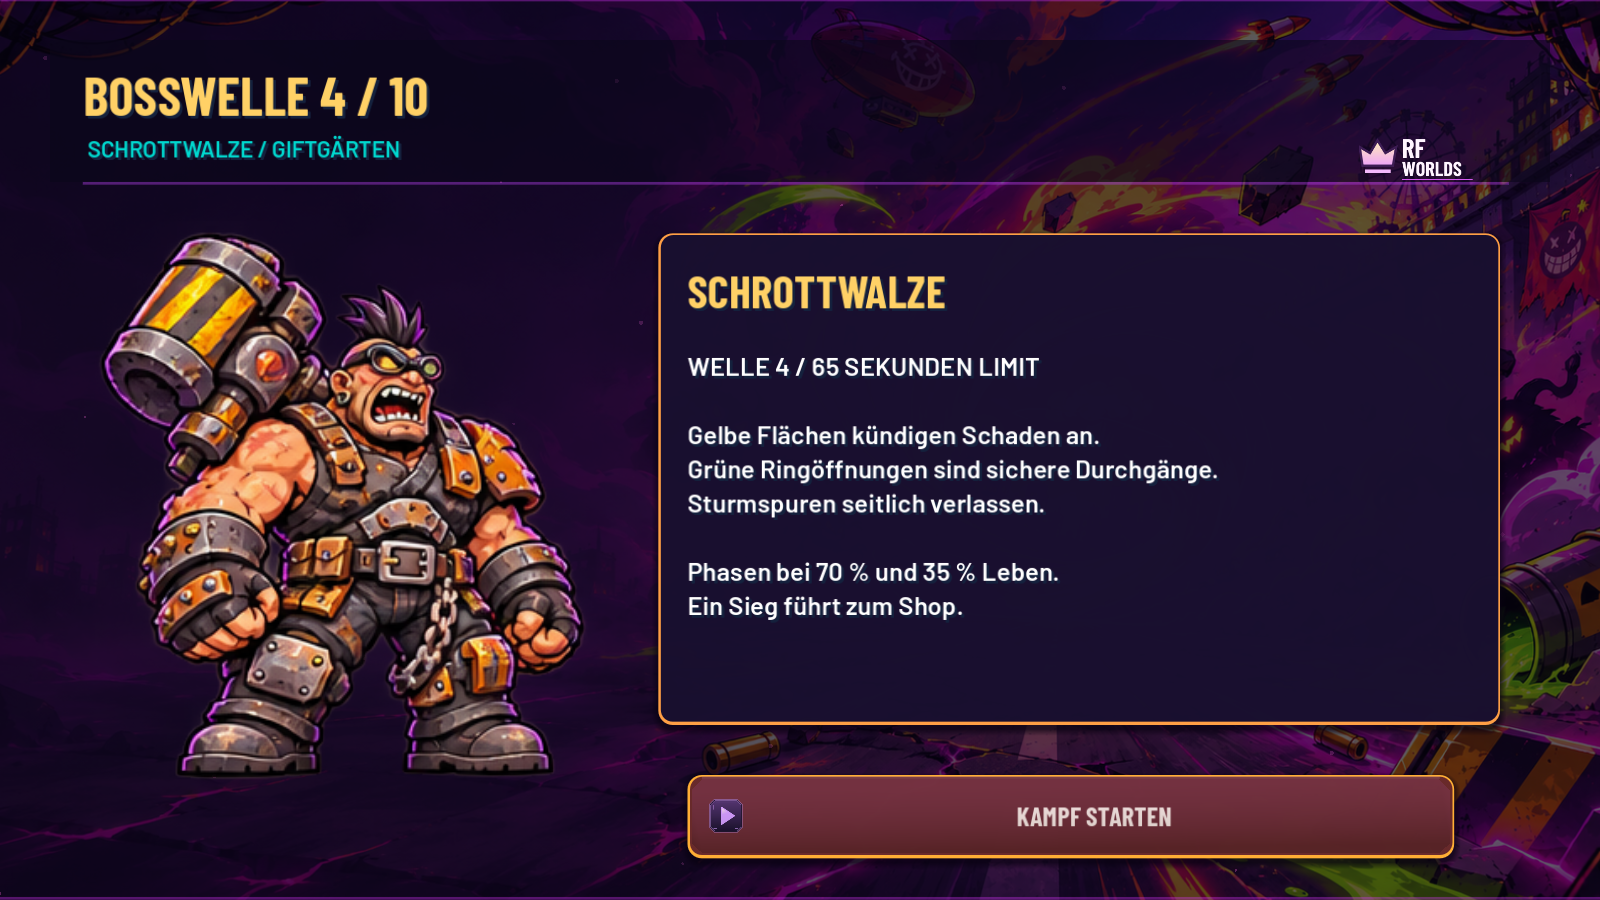 BOSSWELLE 4 / 10
SCHROTTWALZE / GIFTGÄRTEN
RF
WORLDS
SCHROTTWALZE
WELLE 4 / 65 SEKUNDEN LIMIT
Gelbe Flächen kündigen Schaden an.
Grüne Ringöffnungen sind sichere Durchgänge.
Sturmspuren seitlich verlassen.
Phasen bei 70 % und 35 % Leben.
Ein Sieg führt zum Shop.
KAMPF STARTEN